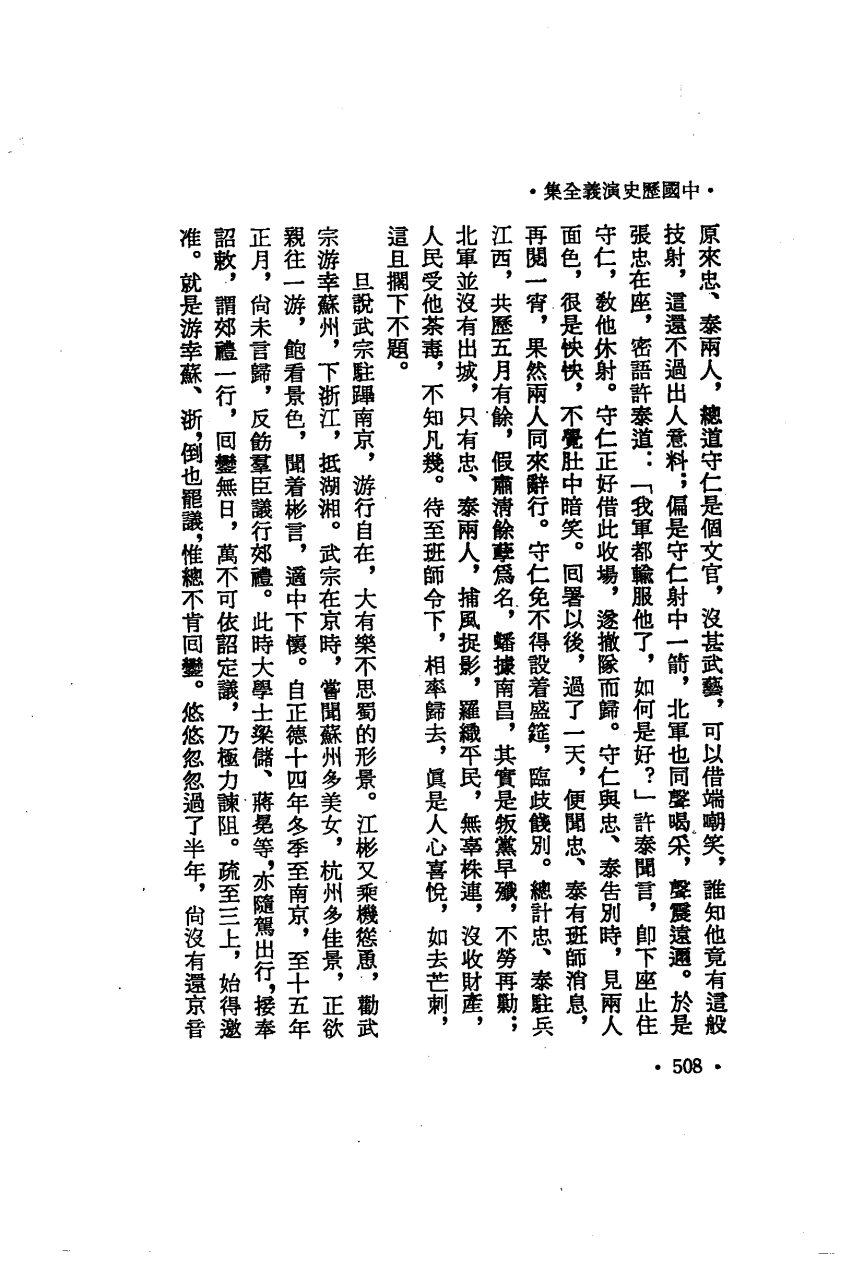 ·中國歷史演義全集·
原來忠、泰兩人，總道守仁是個文官，沒甚武藝，可以借端嘲笑，誰知他竟有這般
技射，這還不過出人意料；偏是守仁射中一箭，北軍也同聲喝采，聲震遠邇。於是
張忠在座，密語許泰道：「我軍都輸服他了，如何是好？」許泰聞言，卽下座止住
守仁，敎他休射。守仁正好借此收場，遂撤隊而歸。守仁與忠、泰吿別時，見兩人
面色，很是怏怏，不覺肚中暗笑。囘署以後，過了一天，便聞忠、泰有班師消息，
再閱一宵，果然兩人同來辭行。守仁免不得設着盛筵，臨歧餞別。總計忠、泰駐兵
江西，共歷五月有餘，假肅淸餘孽爲名，蟠據南昌，其實是叛黨早殲，不勞再勦；
北軍並沒有出城，只有忠、泰兩人，捕風捉影，羅織平民，無辜株連，沒收財產，
人民受他荼毒，不知凡幾。待至班師令下，相率歸去，眞是人心喜悅，如去芒刺，
這且擱下不題。
旦說武宗駐蹕南京，游行自在，大有樂不思蜀的形景。江彬又乘機慫恿，勸武
宗游幸蘇州，下浙江，抵湖湘。武宗在京時，嘗聞蘇州多美女，杭州多佳景，正欲
親往一游，飽看景色，聞着彬言，適中下懷。自正德十四年冬季至南京，至十五年
正月，尙未言歸，反飭羣臣議行郊禮。此時大學士梁儲、蔣冕等，亦隨駕出行，接奉
詔敕，謂郊禮一行，囘鑾無日，萬不可依詔定議，乃極力諫阻。疏至三上，始得邀
准。就是游幸蘇、浙，倒也罷議，惟總不肯囘鑾。悠悠忽忽過了半年，尙沒有還京音
·508·